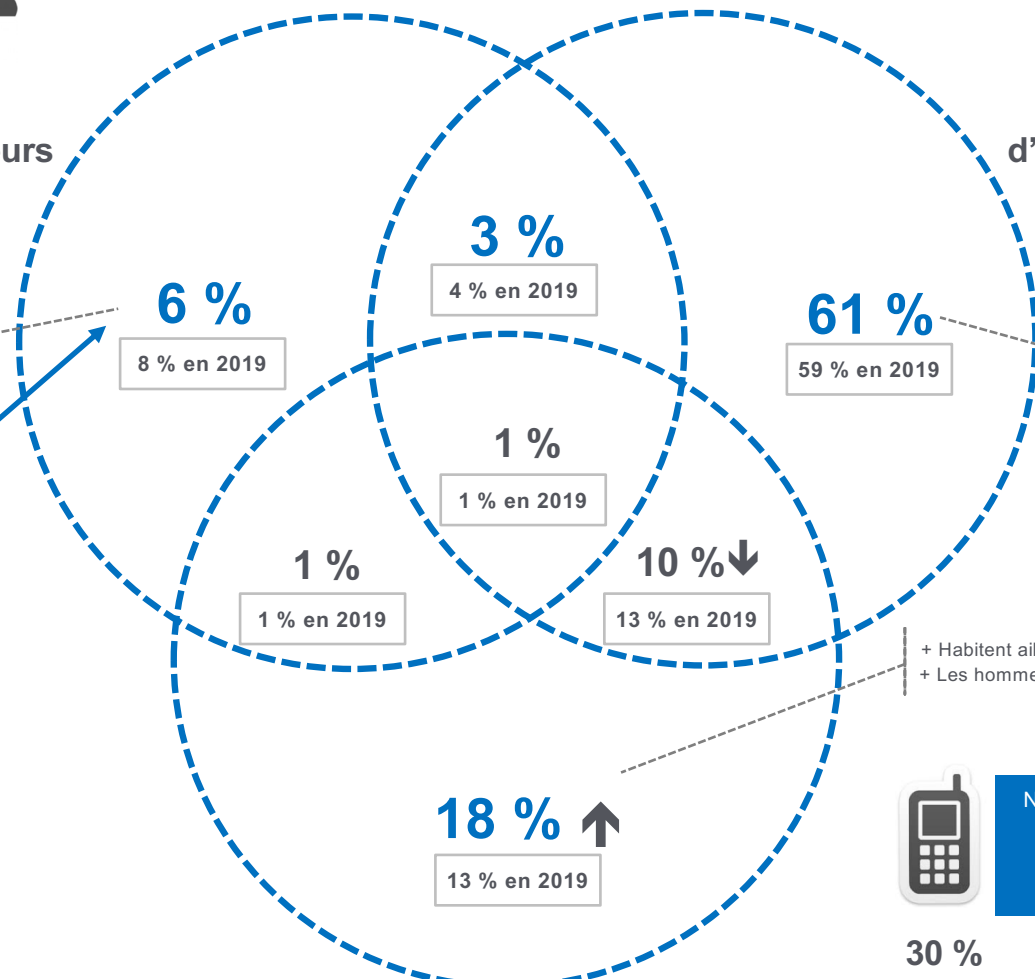 urs
d'
3 %
4 % en 2019
6 %
8 % en 2019
61 %
59 % en 2019
1 %
1 % en 2019
1 %
1 % en 2019
10 %
13 % en 2019
+ Habitent ail
+ Les homme
18 %
13 % en 2019
N
30 %